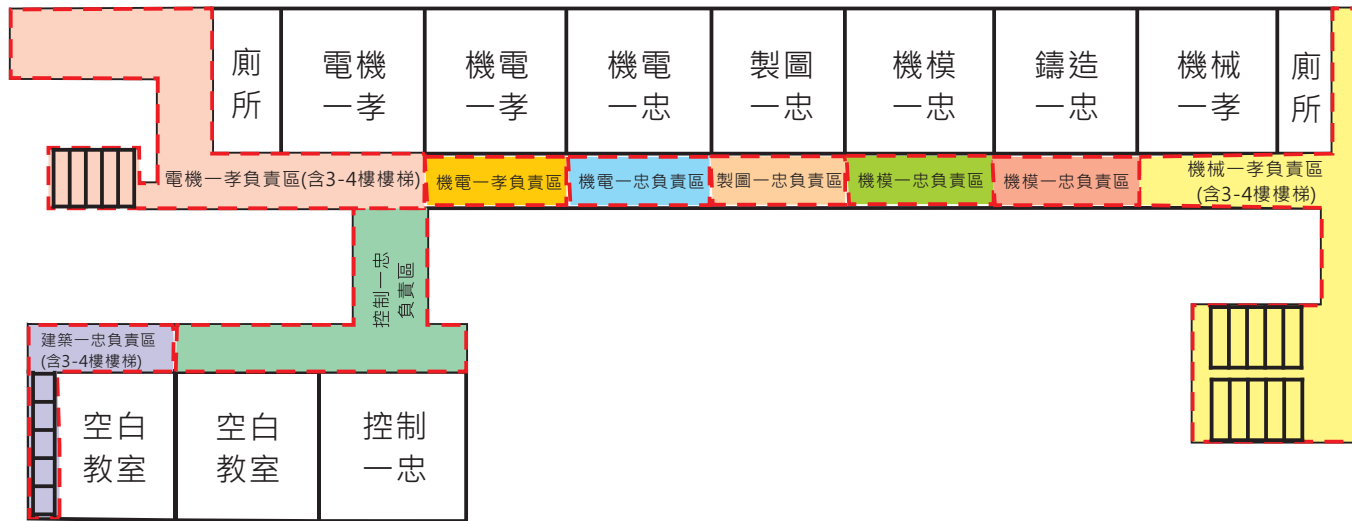 廁所
電機一孝
機電一孝
機電一忠
製圖一忠
機模一忠
鑄造一忠
機械一孝
廁所
電機一孝負責區(含3-4樓樓梯)
機電一孝負責區
機電一忠負責區
製圖一忠負責區
機模一忠負責區
機模一忠負責區
機械一孝負責區
(含3-4樓樓梯)
控制一忠
負責區
建築一忠負責區
(含3-4樓樓梯)
空白
教室
空白
教室
控制
一忠